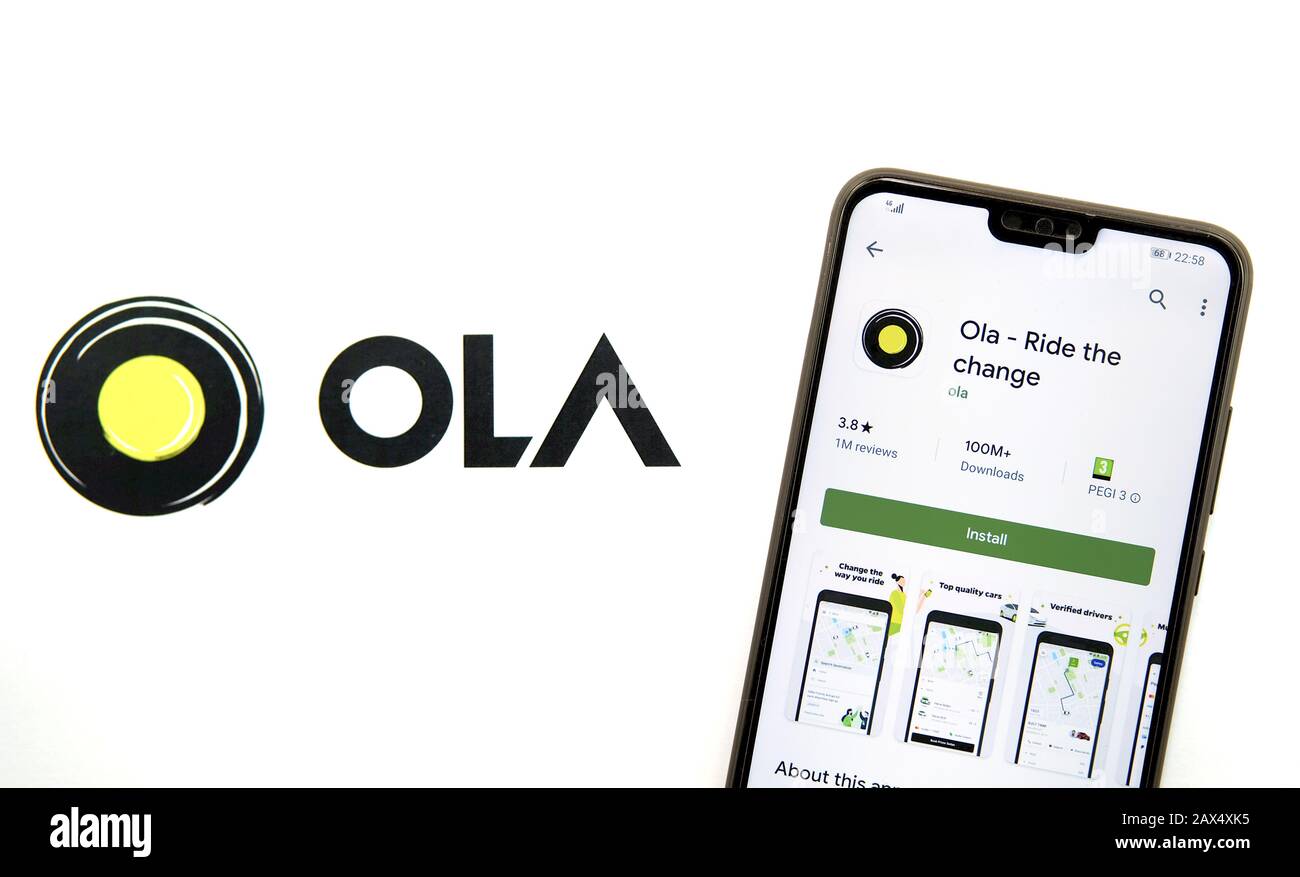 OLA
4G
68 22:58
Ola - Ride the
change
ola
3.8★
1M reviews
100M+
Downloads
3
PEGI 3
Install
Change the
way you ride
Top quality cars
Verified drivers
About this
alamy
a
alamy
Image ID: 2AX4XK5
www.alamy.com